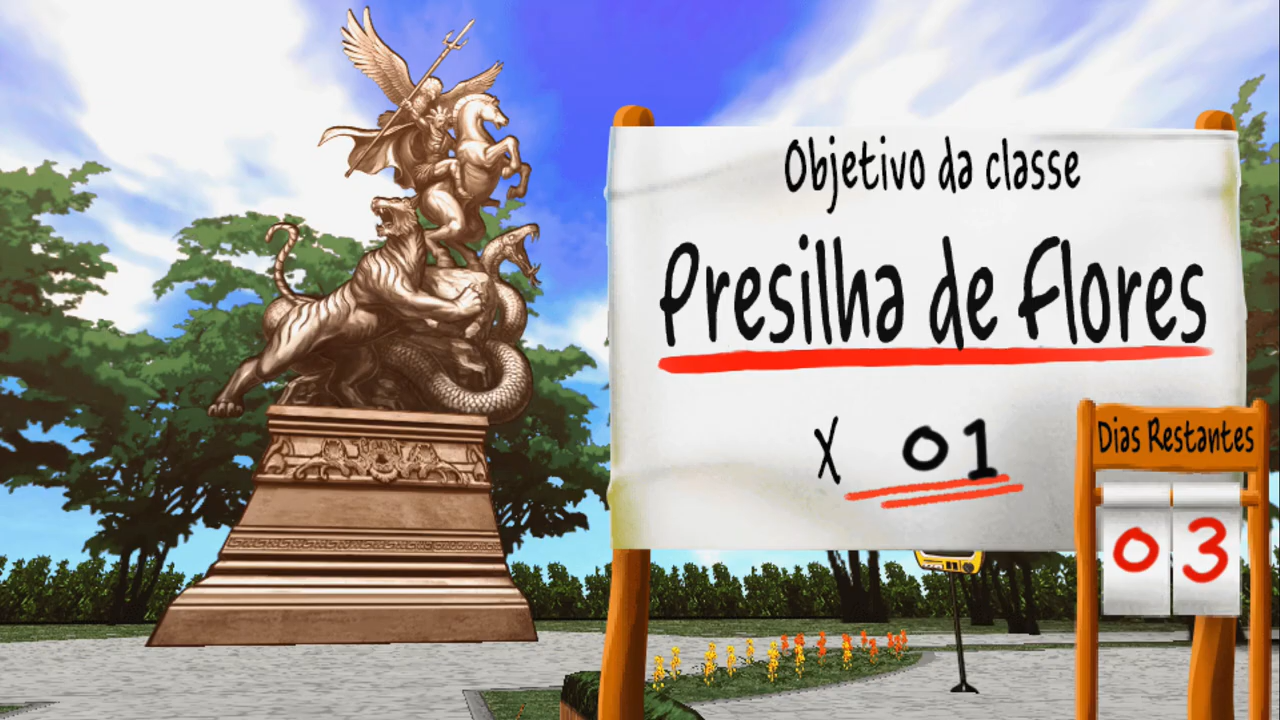 Objetivo da classe
Presilha de Flores
X 01
Dias Restantes
03